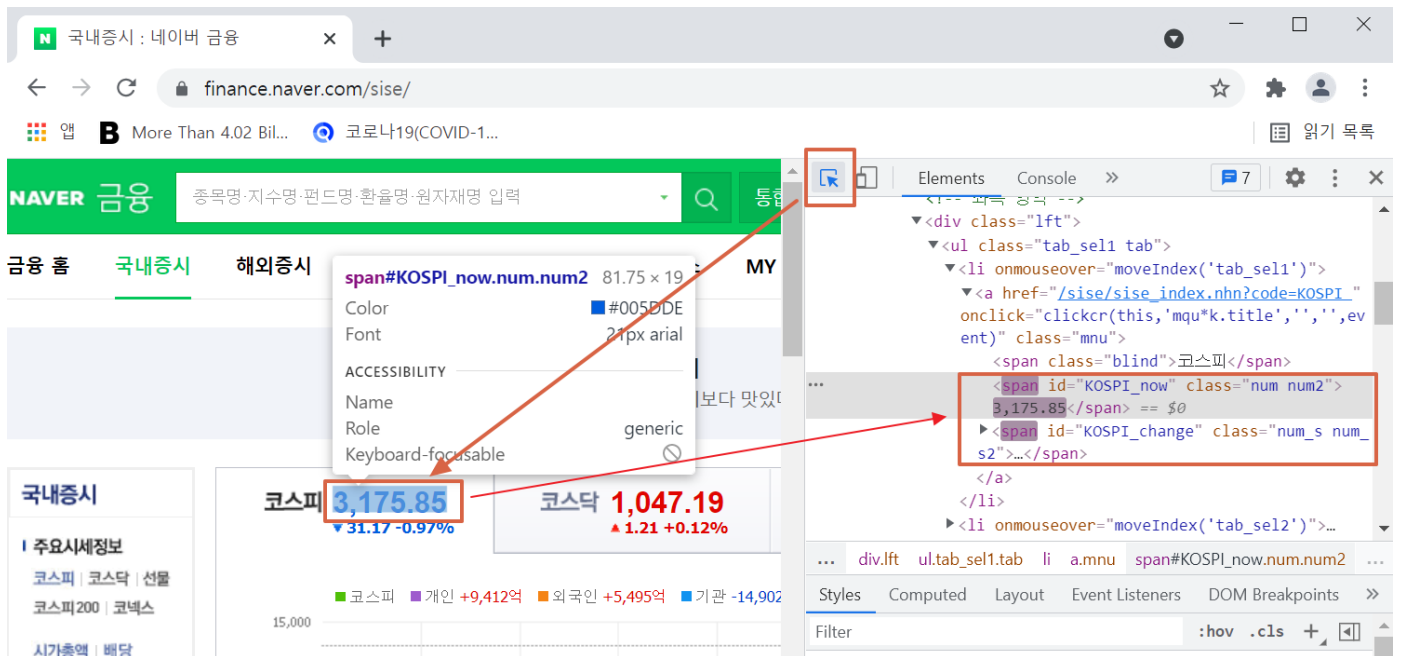 국내증시 : 네이버 금융
finance.naver.com/sise/
앱
More Than 4.02 Bil...
코로나19(COVID-1...
읽기 목록
NAVER 금융
종목명·지수명·펀드명·환율명·원자재명 입력
통합
금융 홈
국내증시
해외증시
MY
span#KOSPI_now.num.num2 81.75 × 19
Color #005DDE
Font 21px arial
ACCESSIBILITY
Name
Role generic
Keyboard-focusable
보다 맛있
국내증시
주요시세정보
코스피 | 코스닥 | 선물
코스피200 | 코넥스
시가총액 | 배당
코스피 3,175.85
▼ 31.17 -0.97%
코스닥 1,047.19
▲ 1.21 +0.12%
코스피 개인 +9,412억 외국인 +5,495억 기관 -14,902
15,000
Elements Console » 7
<div class="lft">
<ul class="tab_sel1 tab">
<li onmouseover="moveIndex('tab_sel1')">
<a href="/sise/sise_index.nhn?code=KOSPI "
onclick="clickcr(this,'mqu*k.title','','',ev
ent)" class="mnu">
<span class="blind">코스피</span>
<span id="KOSPI_now" class="num num2">
3,175.85</span> == $0
<span id="KOSPI_change" class="num_s num_
s2">…</span>
</a>
</li>
<li onmouseover="moveIndex('tab_sel2')">…
... div.lft ul.tab_sel1.tab li a.mnu span#KOSPI_now.num.num2 ...
Styles Computed Layout Event Listeners DOM Breakpoints »
Filter :hov .cls +